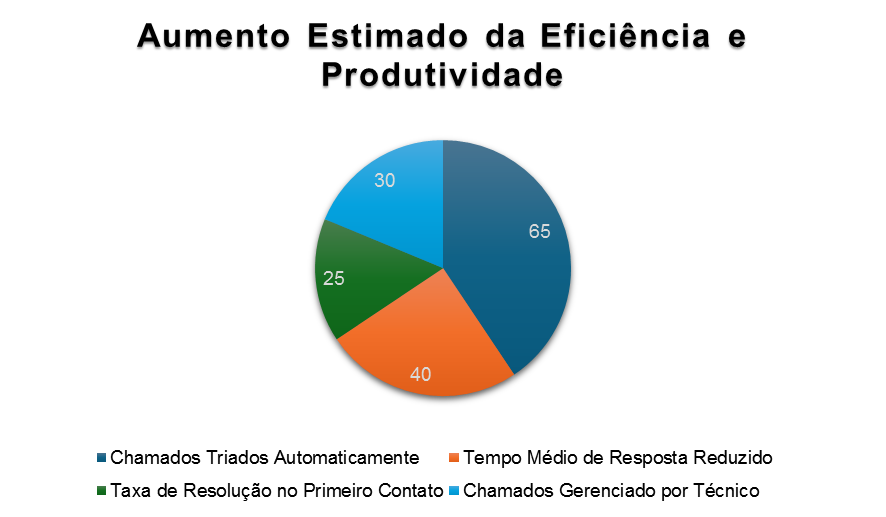 Aumento Estimado da Eficiência e
Produtividade
30
65
25
40
Chamados Triados Automaticamente
Tempo Médio de Resposta Reduzido
Taxa de Resolução no Primeiro Contato
Chamados Gerenciado por Técnico